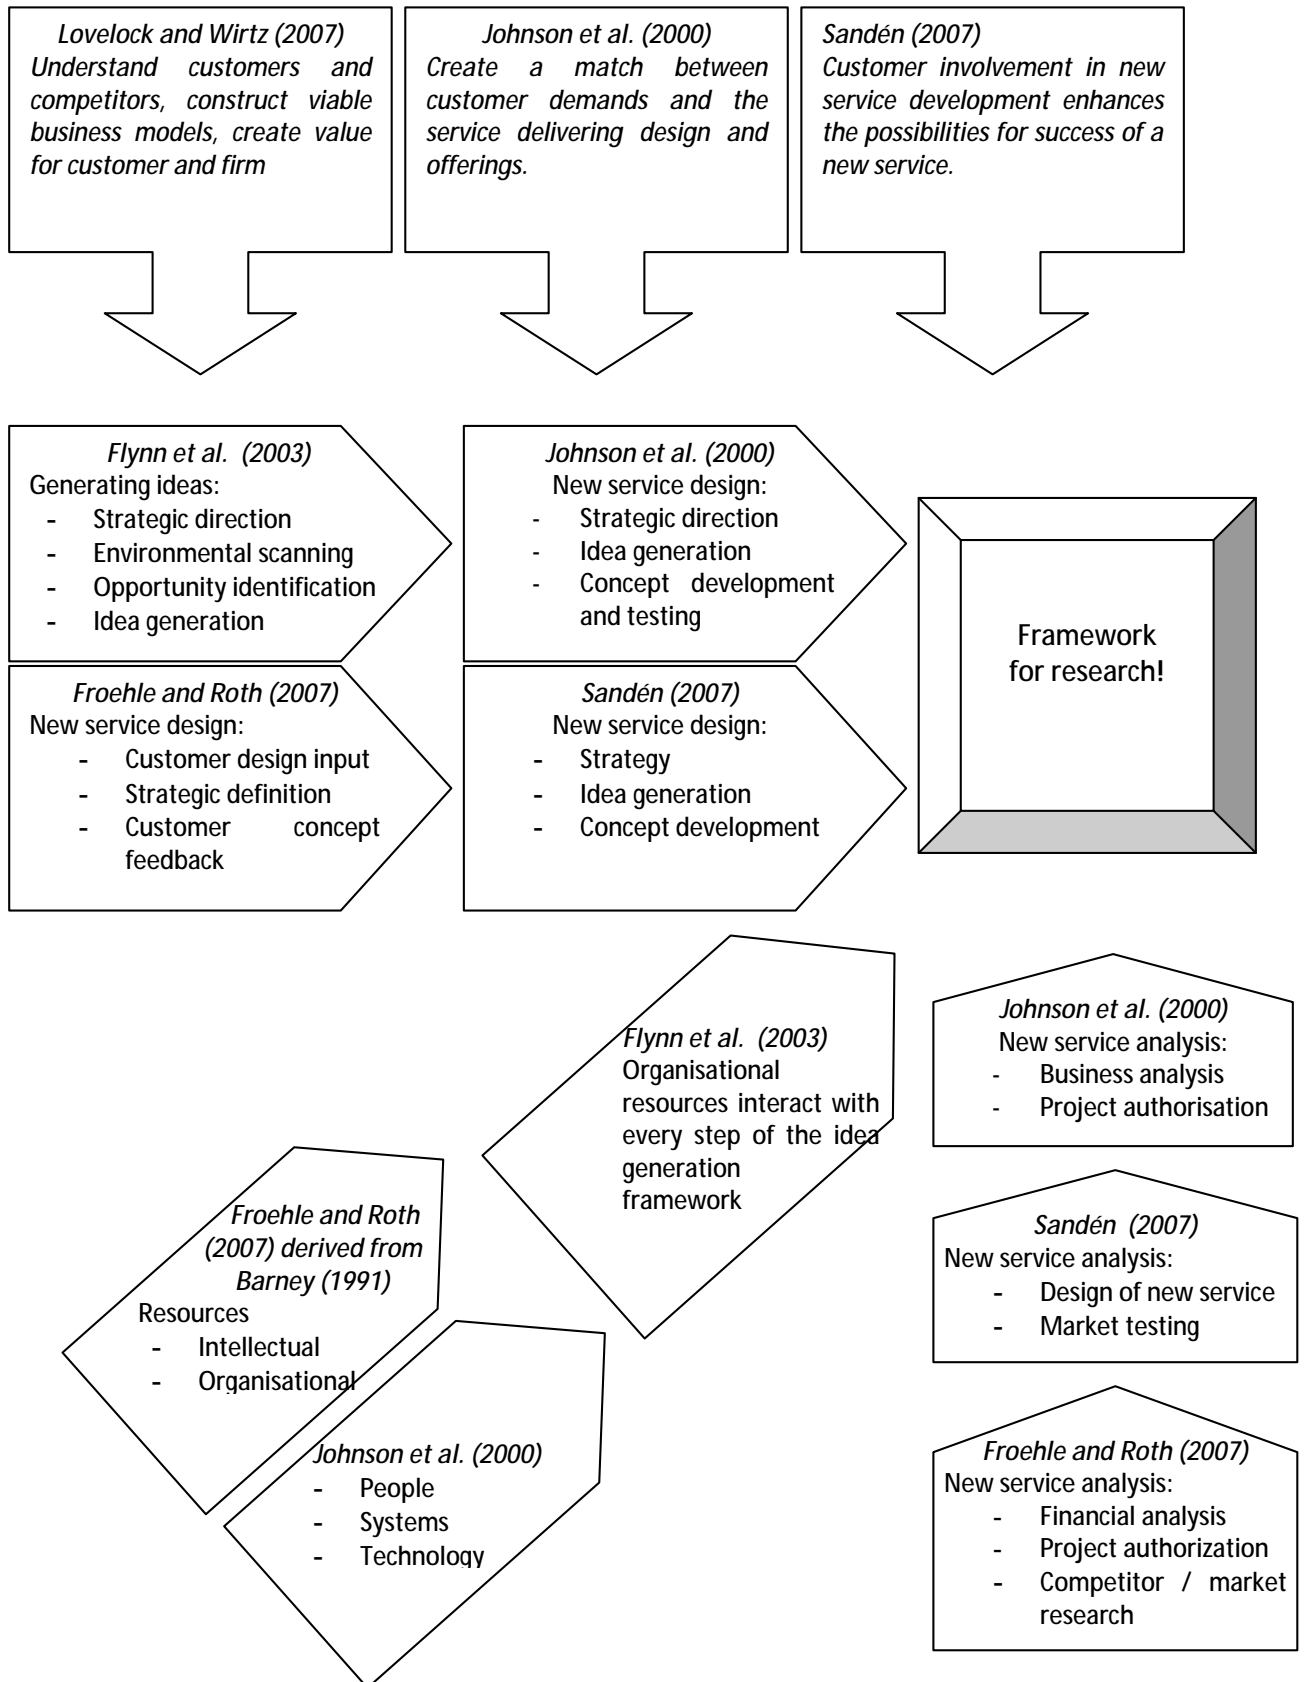 Lovelock and Wirtz (2007)
Understand customers and
competitors, construct viable
business models, create value
for customer and firm
Johnson et al. (2000)
Create a match between
customer demands and the
service delivering design and
offerings.
Sandén (2007)
Customer involvement in new
service development enhances
the possibilities for success of a
new service.
Flynn et al. (2003)
Generating ideas:
- Strategic direction
- Environmental scanning
- Opportunity identification
- Idea generation
Johnson et al. (2000)
New service design:
- Strategic direction
- Idea generation
- Concept development
and testing
Framework
for research!
Froehle and Roth (2007)
New service design:
- Customer design input
- Strategic definition
- Customer concept
feedback
Sandén (2007)
New service design:
- Strategy
- Idea generation
- Concept development
Flynn et al. (2003)
Organisational
resources interact with
every step of the idea
generation
framework
Johnson et al. (2000)
New service analysis:
- Business analysis
- Project authorisation
Froehle and Roth
(2007) derived from
Barney (1991)
Resources
- Intellectual
- Organisational
Sandén (2007)
New service analysis:
- Design of new service
- Market testing
Johnson et al. (2000)
- People
- Systems
- Technology
Froehle and Roth (2007)
New service analysis:
- Financial analysis
- Project authorization
- Competitor / market
research